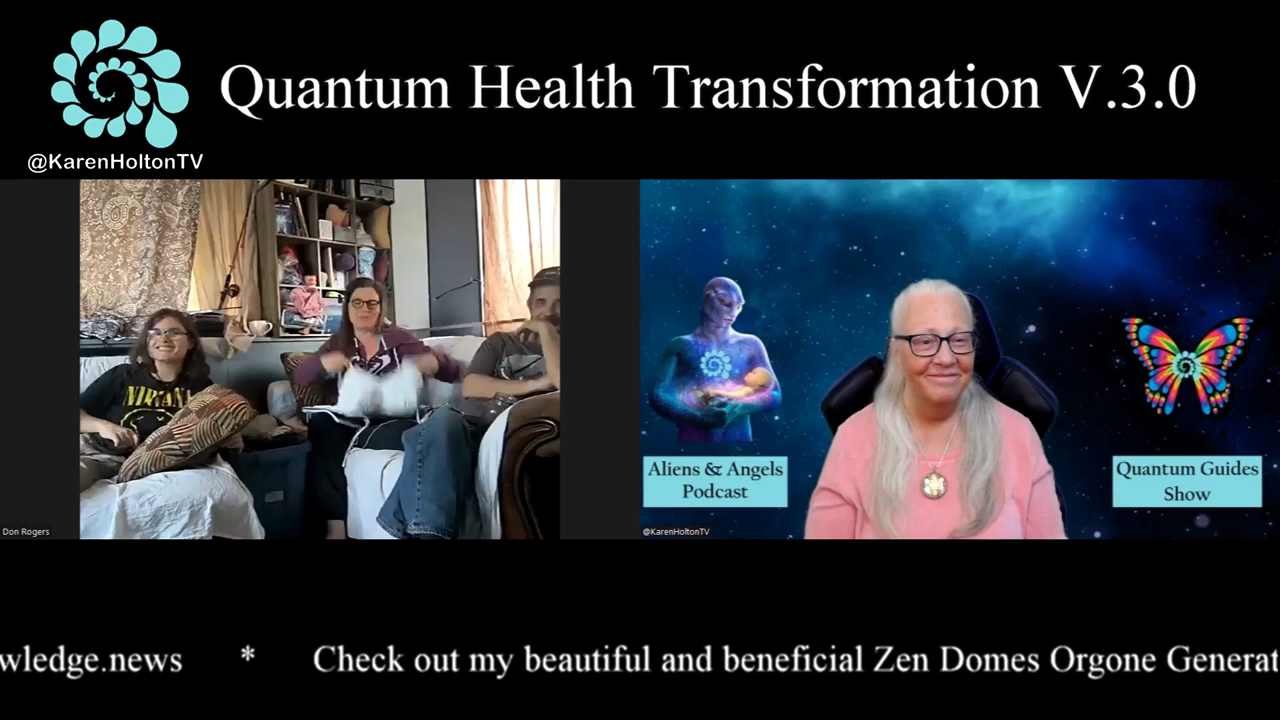 Quantum Health Transformation V.3.0
@KarenHoltonTV
NIRVANA
Aliens & Angels
Podcast
Quantum Guides
Show
Don Rogers
@KarenHoltonTV
wledge.news * Check out my beautiful and beneficial Zen Domes Orgone Generat